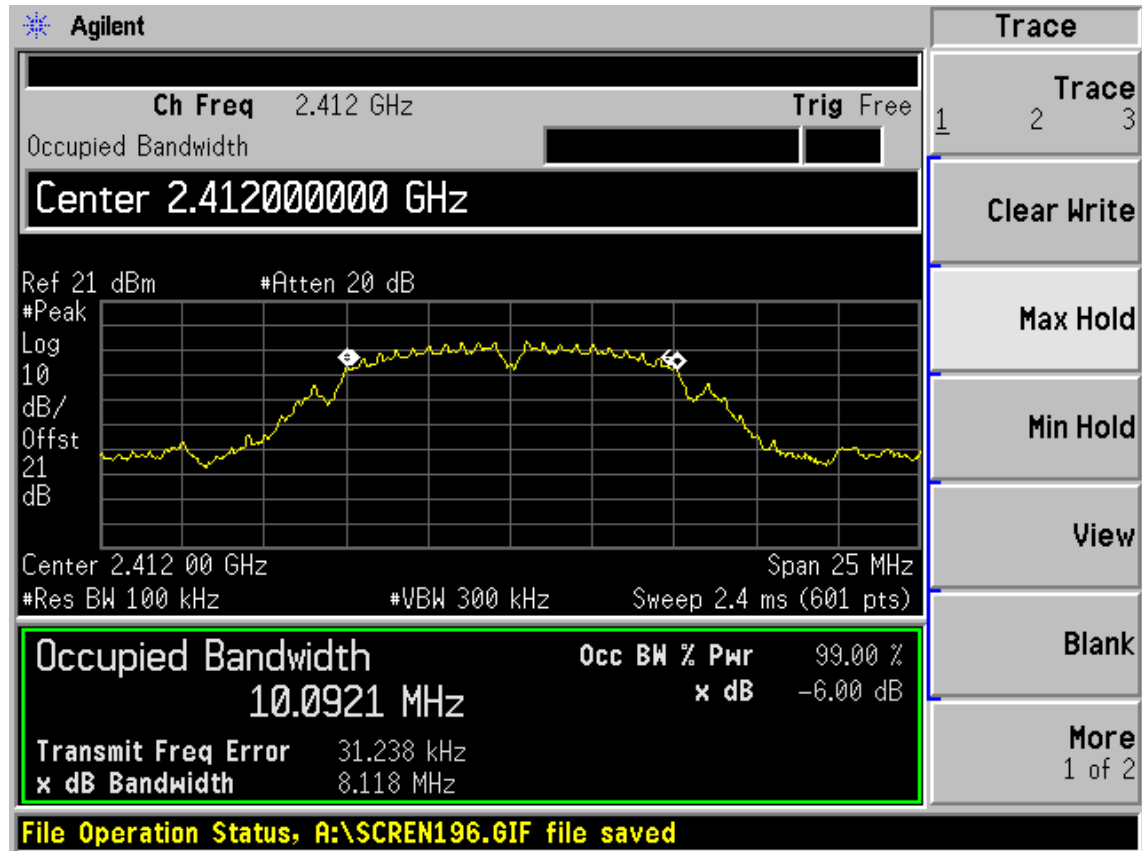 Agilent
Trace
Ch Freq 2.412 GHz Trig Free
Occupied Bandwidth
Center 2.412000000 GHz
Ref 21 dBm #Atten 20 dB
#Peak
Log
10
dB/
Offst
21
dB
Center 2.412 00 GHz Span 25 MHz
#Res BW 100 kHz #VBW 300 kHz Sweep 2.4 ms (601 pts)
Occupied Bandwidth
10.0921 MHz
Occ BW % Pwr 99.00 %
x dB -6.00 dB
Transmit Freq Error 31.238 kHz
x dB Bandwidth 8.118 MHz
File Operation Status, A:\SCREN196.GIF file saved
Trace
1 2 3
Clear Write
Max Hold
Min Hold
View
Blank
More
1 of 2